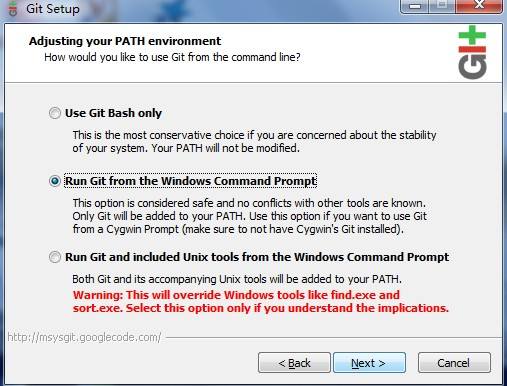 Git Setup
Adjusting your PATH environment
How would you like to use Git from the command line?
Git
Use Git Bash only
This is the most conservative choice if you are concerned about the stability
of your system. Your PATH will not be modified.
Run Git from the Windows Command Prompt
This option is considered safe and no conflicts with other tools are known.
Only Git will be added to your PATH. Use this option if you want to use Git
from a Cygwin Prompt (make sure to not have Cygwin's Git installed).
Run Git and included Unix tools from the Windows Command Prompt
Both Git and its accompanying Unix tools will be added to your PATH.
Warning: This will override Windows tools like find.exe and
sort.exe. Select this option only if you understand the implications.
http://msysgit.googlecode.com/
< Back
Next >
Cancel